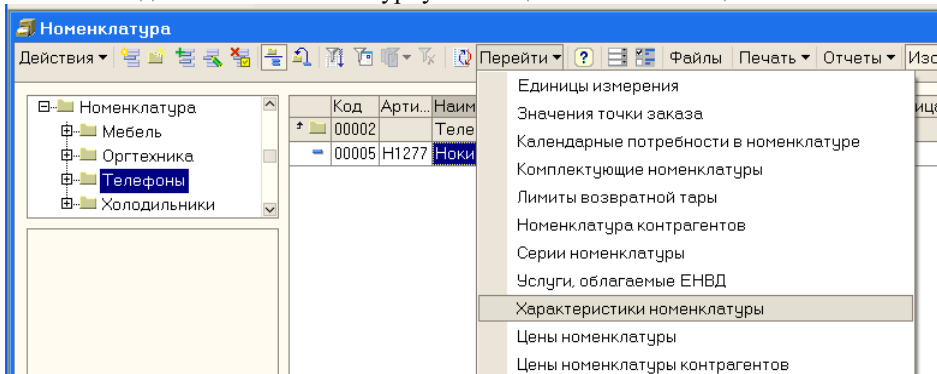 Номенклатура
Действия Перейти ? Файлы Печать Отчеты
Номенклатура
Мебель
Оргтехника
Телефоны
Холодильники
Код Арти... Наим
00002 Теле
00005 Н1277 Ноки
Единицы измерения
Значения точки заказа
Календарные потребности в номенклатуре
Комплектующие номенклатуры
Лимиты возвратной тары
Номенклатура контрагентов
Серии номенклатуры
Услуги, облагаемые ЕНВД
Характеристики номенклатуры
Цены номенклатуры
Цены номенклатуры контрагентов